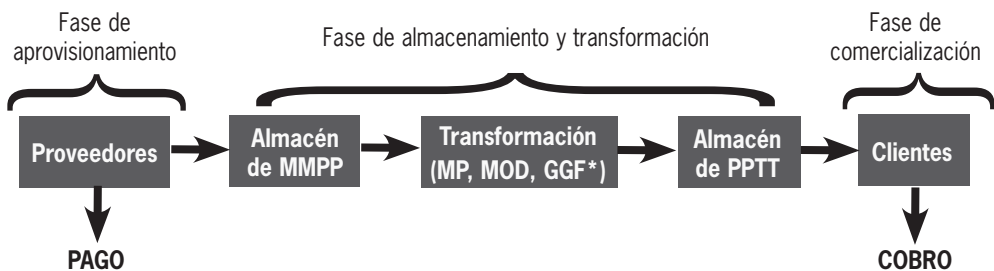 Fase de
aprovisionamiento
Fase de almacenamiento y transformación
Fase de
comercialización
Proveedores
Almacén
de MMPP
Transformación
(MP, MOD, GGF*)
Almacén
de PPTT
Clientes
PAGO
COBRO